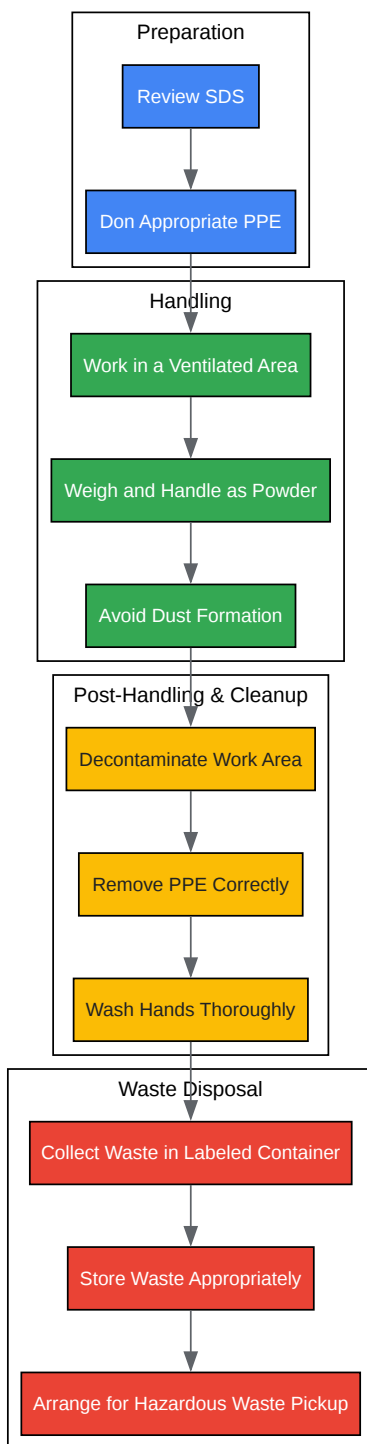 Preparation
Review SDS
Don Appropriate PPE
Handling
Work in a Ventilated Area
Weigh and Handle as Powder
Avoid Dust Formation
Post-Handling & Cleanup
Decontaminate Work Area
Remove PPE Correctly
Wash Hands Thoroughly
Waste Disposal
Collect Waste in Labeled Container
Store Waste Appropriately
Arrange for Hazardous Waste Pickup